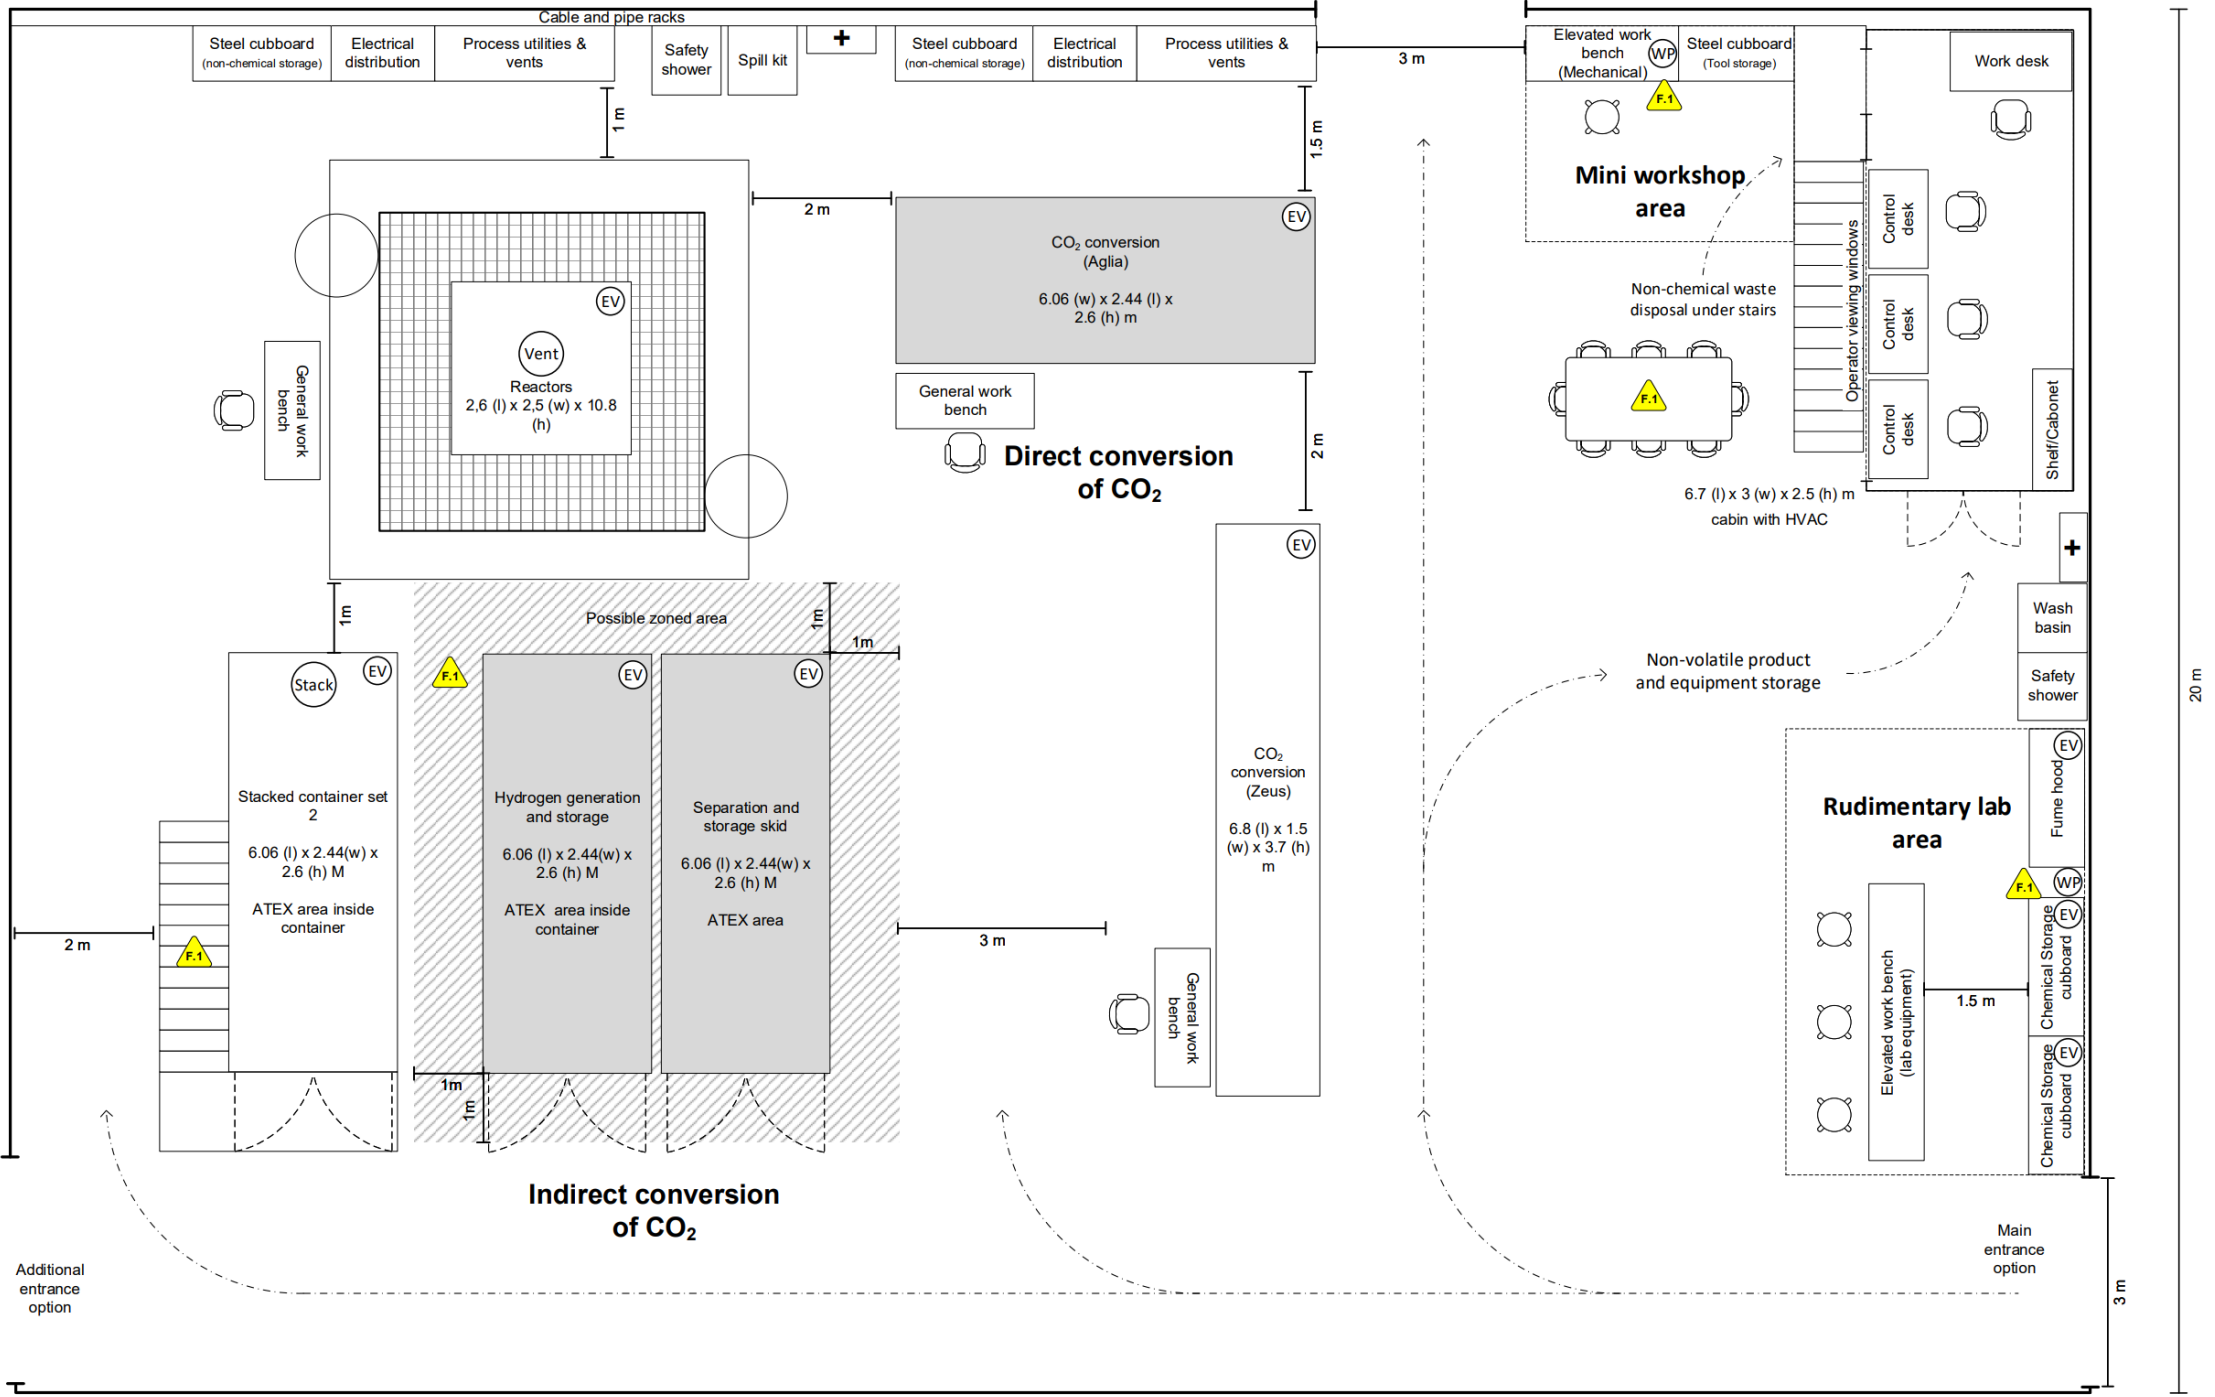 Cable and pipe racks
Steel cubboard
(non-chemical storage)
Electrical
distribution
Process utilities &
vents
Safety
shower
Spill kit
+
Steel cubboard
(non-chemical storage)
Electrical
distribution
Process utilities &
vents
3 m
Elevated work
bench
(Mechanical)
WP
Steel cubboard
(Tool storage)
F.1
Work desk
1 m
1.5 m
2 m
Mini workshop
area
EV
CO₂ conversion
(Aglia)
6.06 (w) x 2.44 (l) x
2.6 (h) m
EV
Vent
Reactors
2,6 (l) x 2,5 (w) x 10.8
(h)
General work
bench
General work
bench
Direct conversion
of CO₂
2 m
Non-chemical waste
disposal under stairs
Operator viewing windows
Control
desk
Control
desk
Control
desk
F.1
Shelf/Cabonet
6.7 (l) x 3 (w) x 2.5 (h) m
cabin with HVAC
+
Wash
basin
Safety
shower
20 m
1m
Possible zoned area
1m
1m
EV
Non-volatile product
and equipment storage
Stack
EV
F.1
EV
EV
Stacked container set
2
6.06 (l) x 2.44(w) x
2.6 (h) M
ATEX area inside
container
Hydrogen generation
and storage
6.06 (l) x 2.44(w) x
2.6 (h) M
ATEX  area inside
container
Separation and
storage skid
6.06 (l) x 2.44(w) x
2.6 (h) M
ATEX area
CO₂
conversion
(Zeus)
6.8 (l) x 1.5
(w) x 3.7 (h)
m
Rudimentary lab
area
EV
Fume hood
F.1
WP
EV
Chemical Storage
cubboard
EV
Chemical Storage
cubboard
Elevated work bench
(lab equipment)
1.5 m
2 m
F.1
3 m
General work
bench
1m
1m
Indirect conversion
of CO₂
Additional
entrance
option
Main
entrance
option
3 m